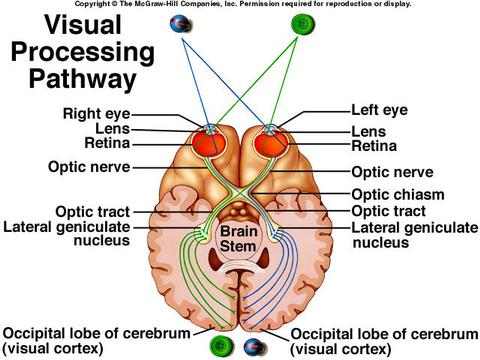 Copyright © The McGraw-Hill Companies, Inc. Permission required for reproduction or display.
Visual
Processing
Pathway
Right eye
Lens
Retina
Optic nerve
Optic tract
Lateral geniculate
nucleus
Left eye
Lens
Retina
Optic nerve
Optic chiasm
Optic tract
Lateral geniculate
nucleus
Brain
Stem
Occipital lobe of cerebrum
(visual cortex)
Occipital lobe of cerebrum
(visual cortex)